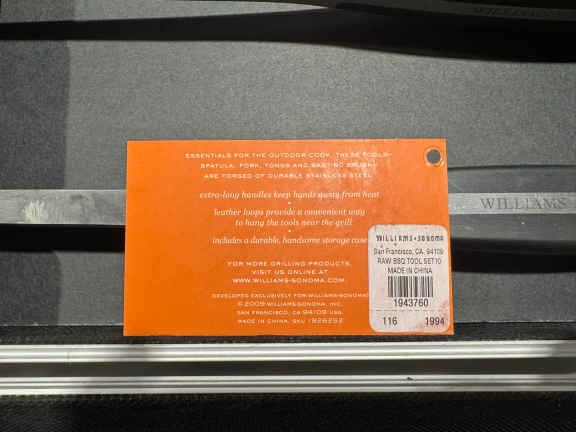 WILLIAMS
ESSENTIALS FOR THE OUTDOOR COOK, THESE TOOLS—
SPATULA, FORK, TONGS AND BASTING BRUSH—
ARE FORGED OF DURABLE STAINLESS STEEL
extra-long handles keep hands away from heat
•
leather loops provide a convenient way
to hang the tools near the grill
•
includes a durable, handsome storage case
FOR MORE GRILLING PRODUCTS,
VISIT US ONLINE AT
WWW.WILLIAMS-SONOMA.COM
DEVELOPED EXCLUSIVELY FOR WILLIAMS-SONOMA
© 2009 WILLIAMS-SONOMA, INC.
SAN FRANCISCO, CA 94109 USA.
MADE IN CHINA. SKU 1926252
WILLIAMS-SONOMA
San Francisco, CA. 94109
RAW BBQ TOOL SET10
MADE IN CHINA
1943760
116 1994
WILLIAMS